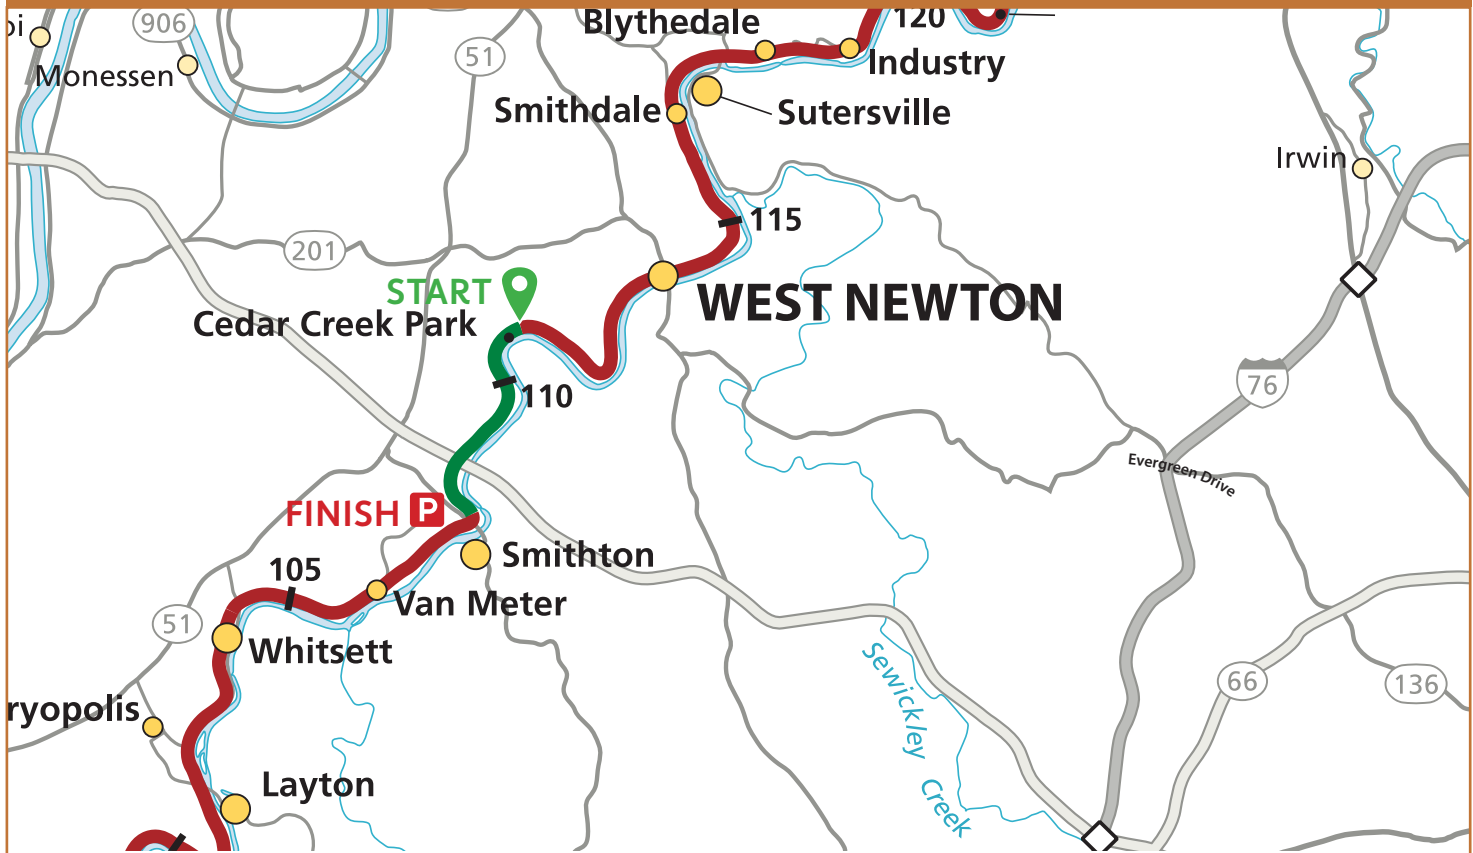 Blythedale
120
906
51
Monessen
Industry
Smithdale
Sutersville
Irwin
115
201
START
Cedar Creek Park
WEST NEWTON
110
76
Evergreen Drive
FINISH P
Smithton
105
Van Meter
51
Whitsett
Sewickley Creek
66
136
ryopolis
Layton